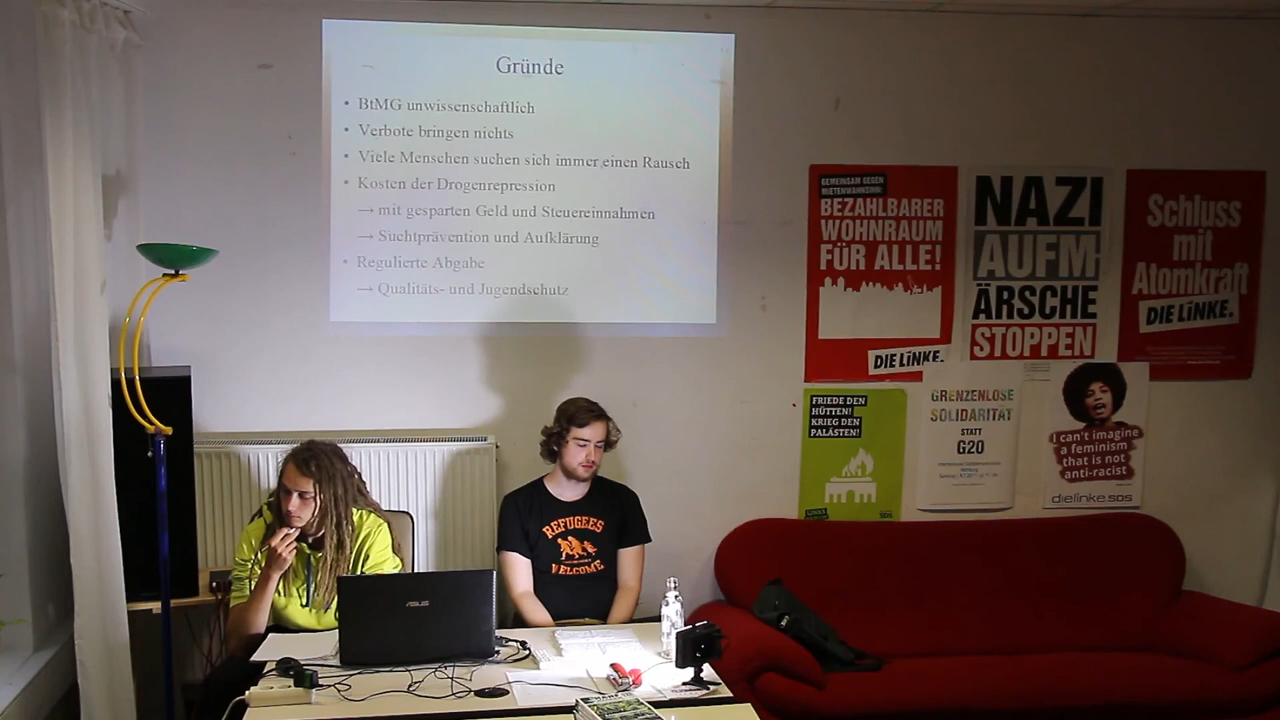 Gründe
• BtMG unwissenschaftlich
• Verbote bringen nichts
• Viele Menschen suchen sich immer einen Rausch
• Kosten der Drogenrepression
→ mit gesparten Geld und Steuereinnahmen
→ Suchtprävention und Aufklärung
• Regulierte Abgabe
→ Qualitäts- und Jugendschutz
GEMEINSAM GEGEN
MIETENWAHNSINN:
BEZAHLBARER
WOHNRAUM
FÜR ALLE!
DIE LINKE.
NAZI
AUFM
ÄRSCHE
STOPPEN
Schluss
mit
Atomkraft
DIE LINKE.
FRIEDE DEN
HÜTTEN!
KRIEG DEN
PALÄSTEN!
SDS
GRENZENLOSE
SOLIDARITÄT
STATT
G20
I can't imagine
a feminism
that is not
anti-racist
dielinke.sds
REFUGEES
WELCOME
ASUS